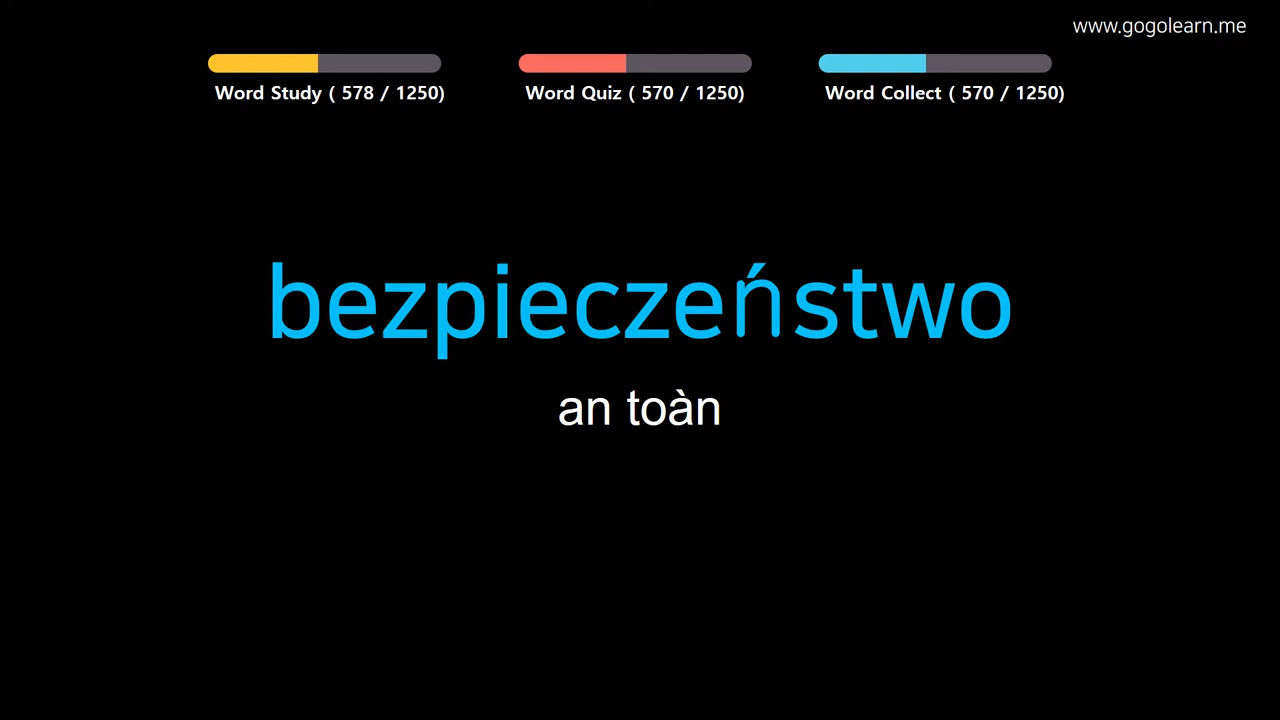 www.gogolearn.me
Word Study ( 578 / 1250)
Word Quiz ( 570 / 1250)
Word Collect ( 570 / 1250)
bezpieczeństwo
an toàn